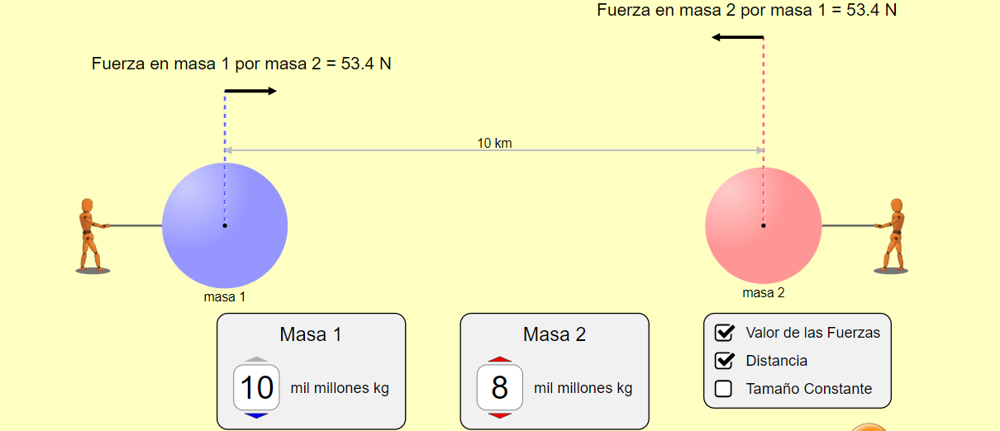 Fuerza en masa 2 por masa 1 = 53.4 N
Fuerza en masa 1 por masa 2 = 53.4 N
10 km
masa 1
masa 2
Masa 1
10 mil millones kg
Masa 2
8 mil millones kg
Valor de las Fuerzas
Distancia
Tamaño Constante